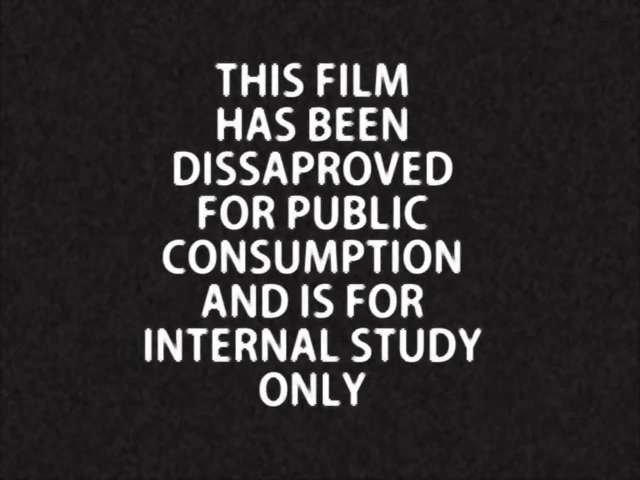 THIS FILM
HAS BEEN
DISSAPROVED
FOR PUBLIC
CONSUMPTION
AND IS FOR
INTERNAL STUDY
ONLY